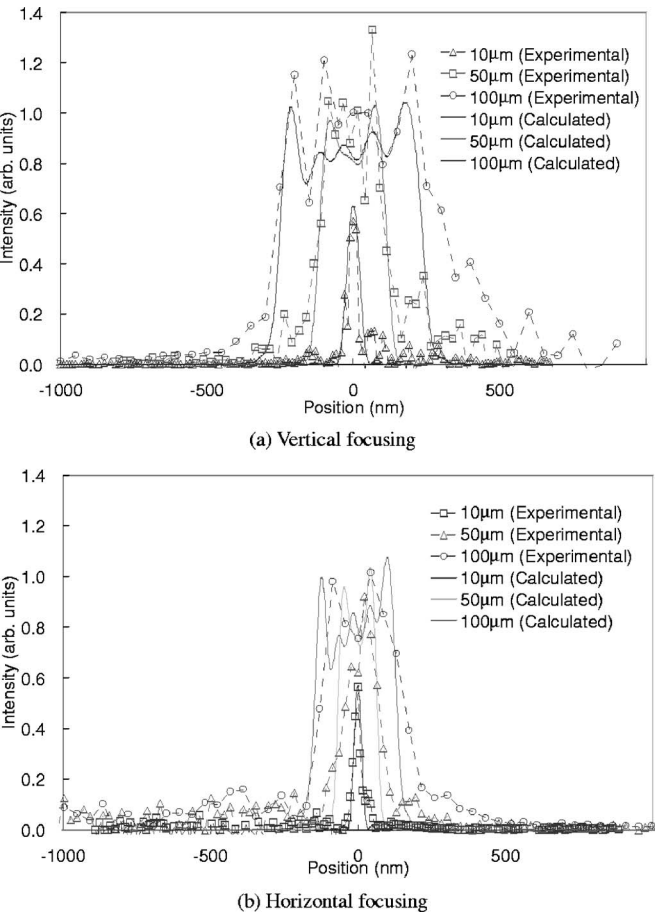 1.4
1.2
1.0
0.8
0.6
0.4
0.2
0.0
Intensity (arb. units)
10μm (Experimental)
50μm (Experimental)
100μm (Experimental)
10μm (Calculated)
50μm (Calculated)
100μm (Calculated)
-1000 -500 0 500
Position (nm)
(a) Vertical focusing
1.4
1.2
1.0
0.8
0.6
0.4
0.2
0.0
Intensity (arb. units)
10μm (Experimental)
50μm (Experimental)
100μm (Experimental)
10μm (Calculated)
50μm (Calculated)
100μm (Calculated)
-1000 -500 0 500
Position (nm)
(b) Horizontal focusing